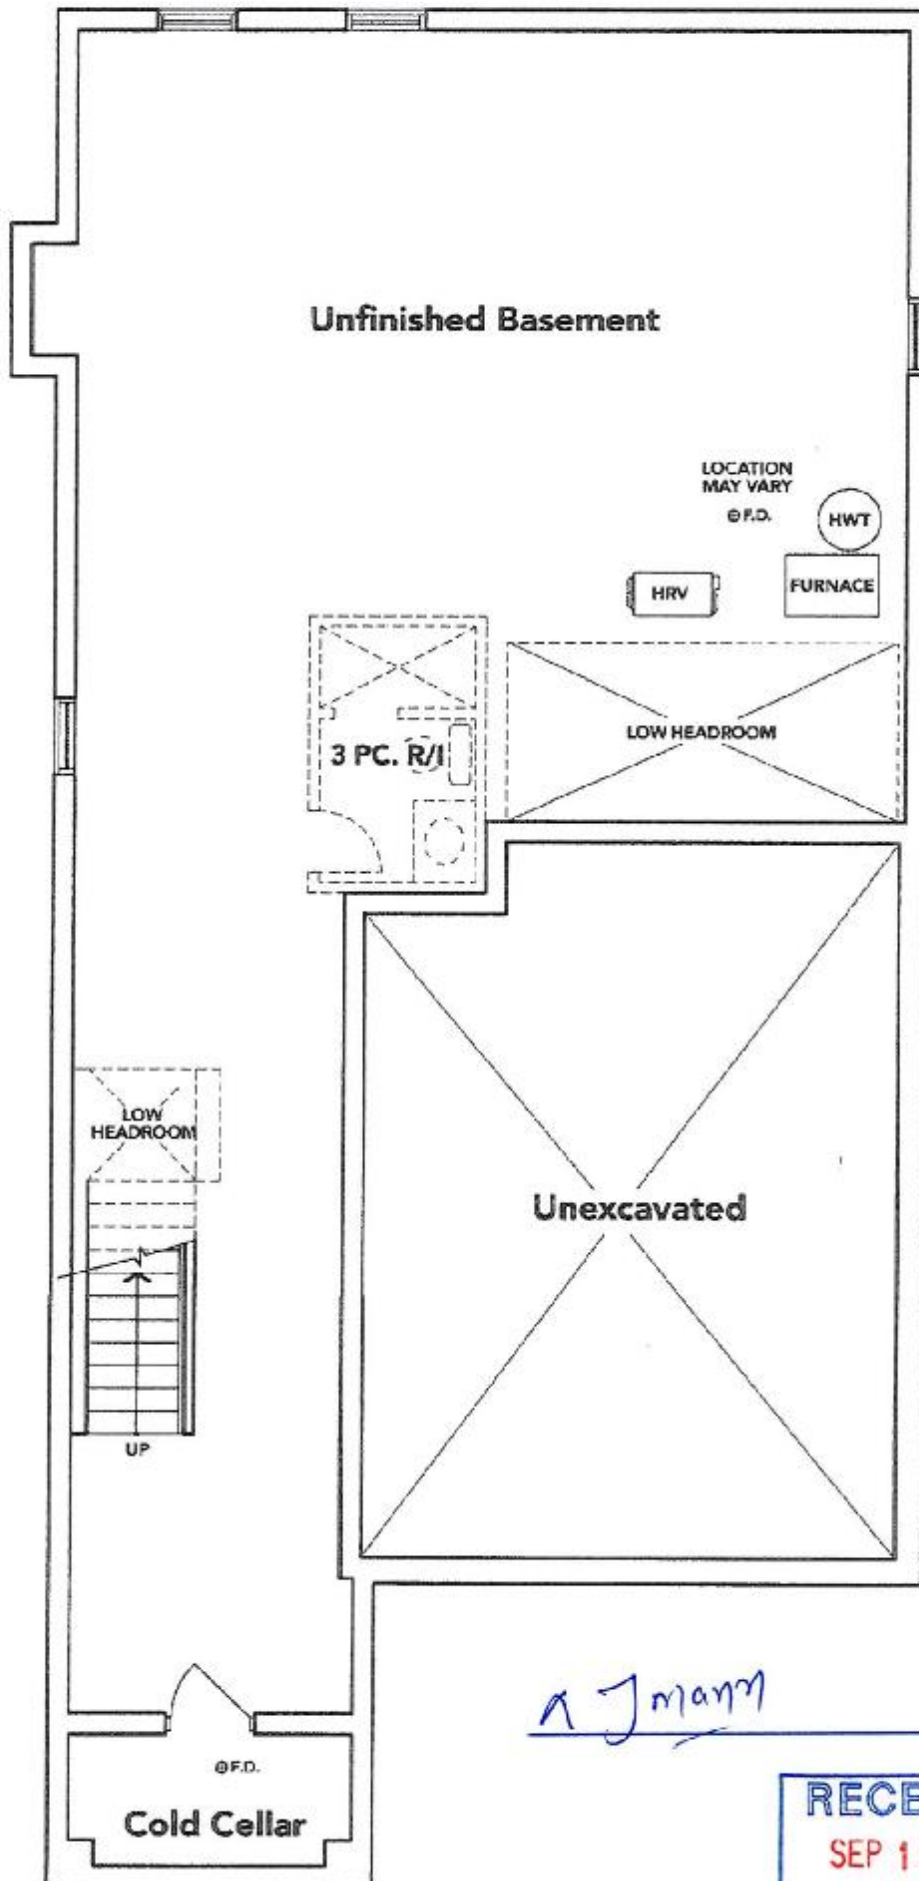 Unfinished Basement
LOCATION
MAY VARY
F.D.
HWT
HRV
FURNACE
LOW HEADROOM
3 PC. R/I
LOW
HEADROOM
Unexcavated
UP
F.D.
Cold Cellar
RECE
SEP 1